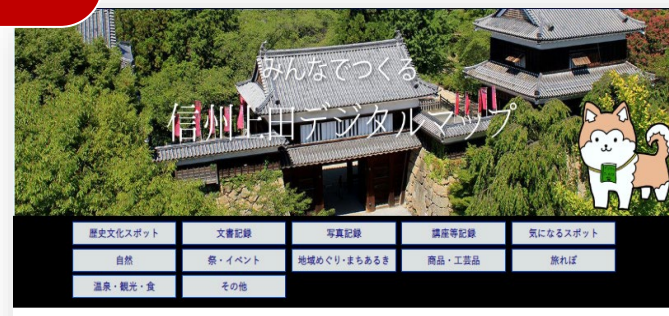 みんなでつくる
信州上田デジタルマップ
歴史文化スポット 文書記録 写真記録 講座等記録 気になるスポット
自然 祭・イベント 地域めぐり・まちあるき 商品・工芸品 旅れぽ
温泉・観光・食 その他